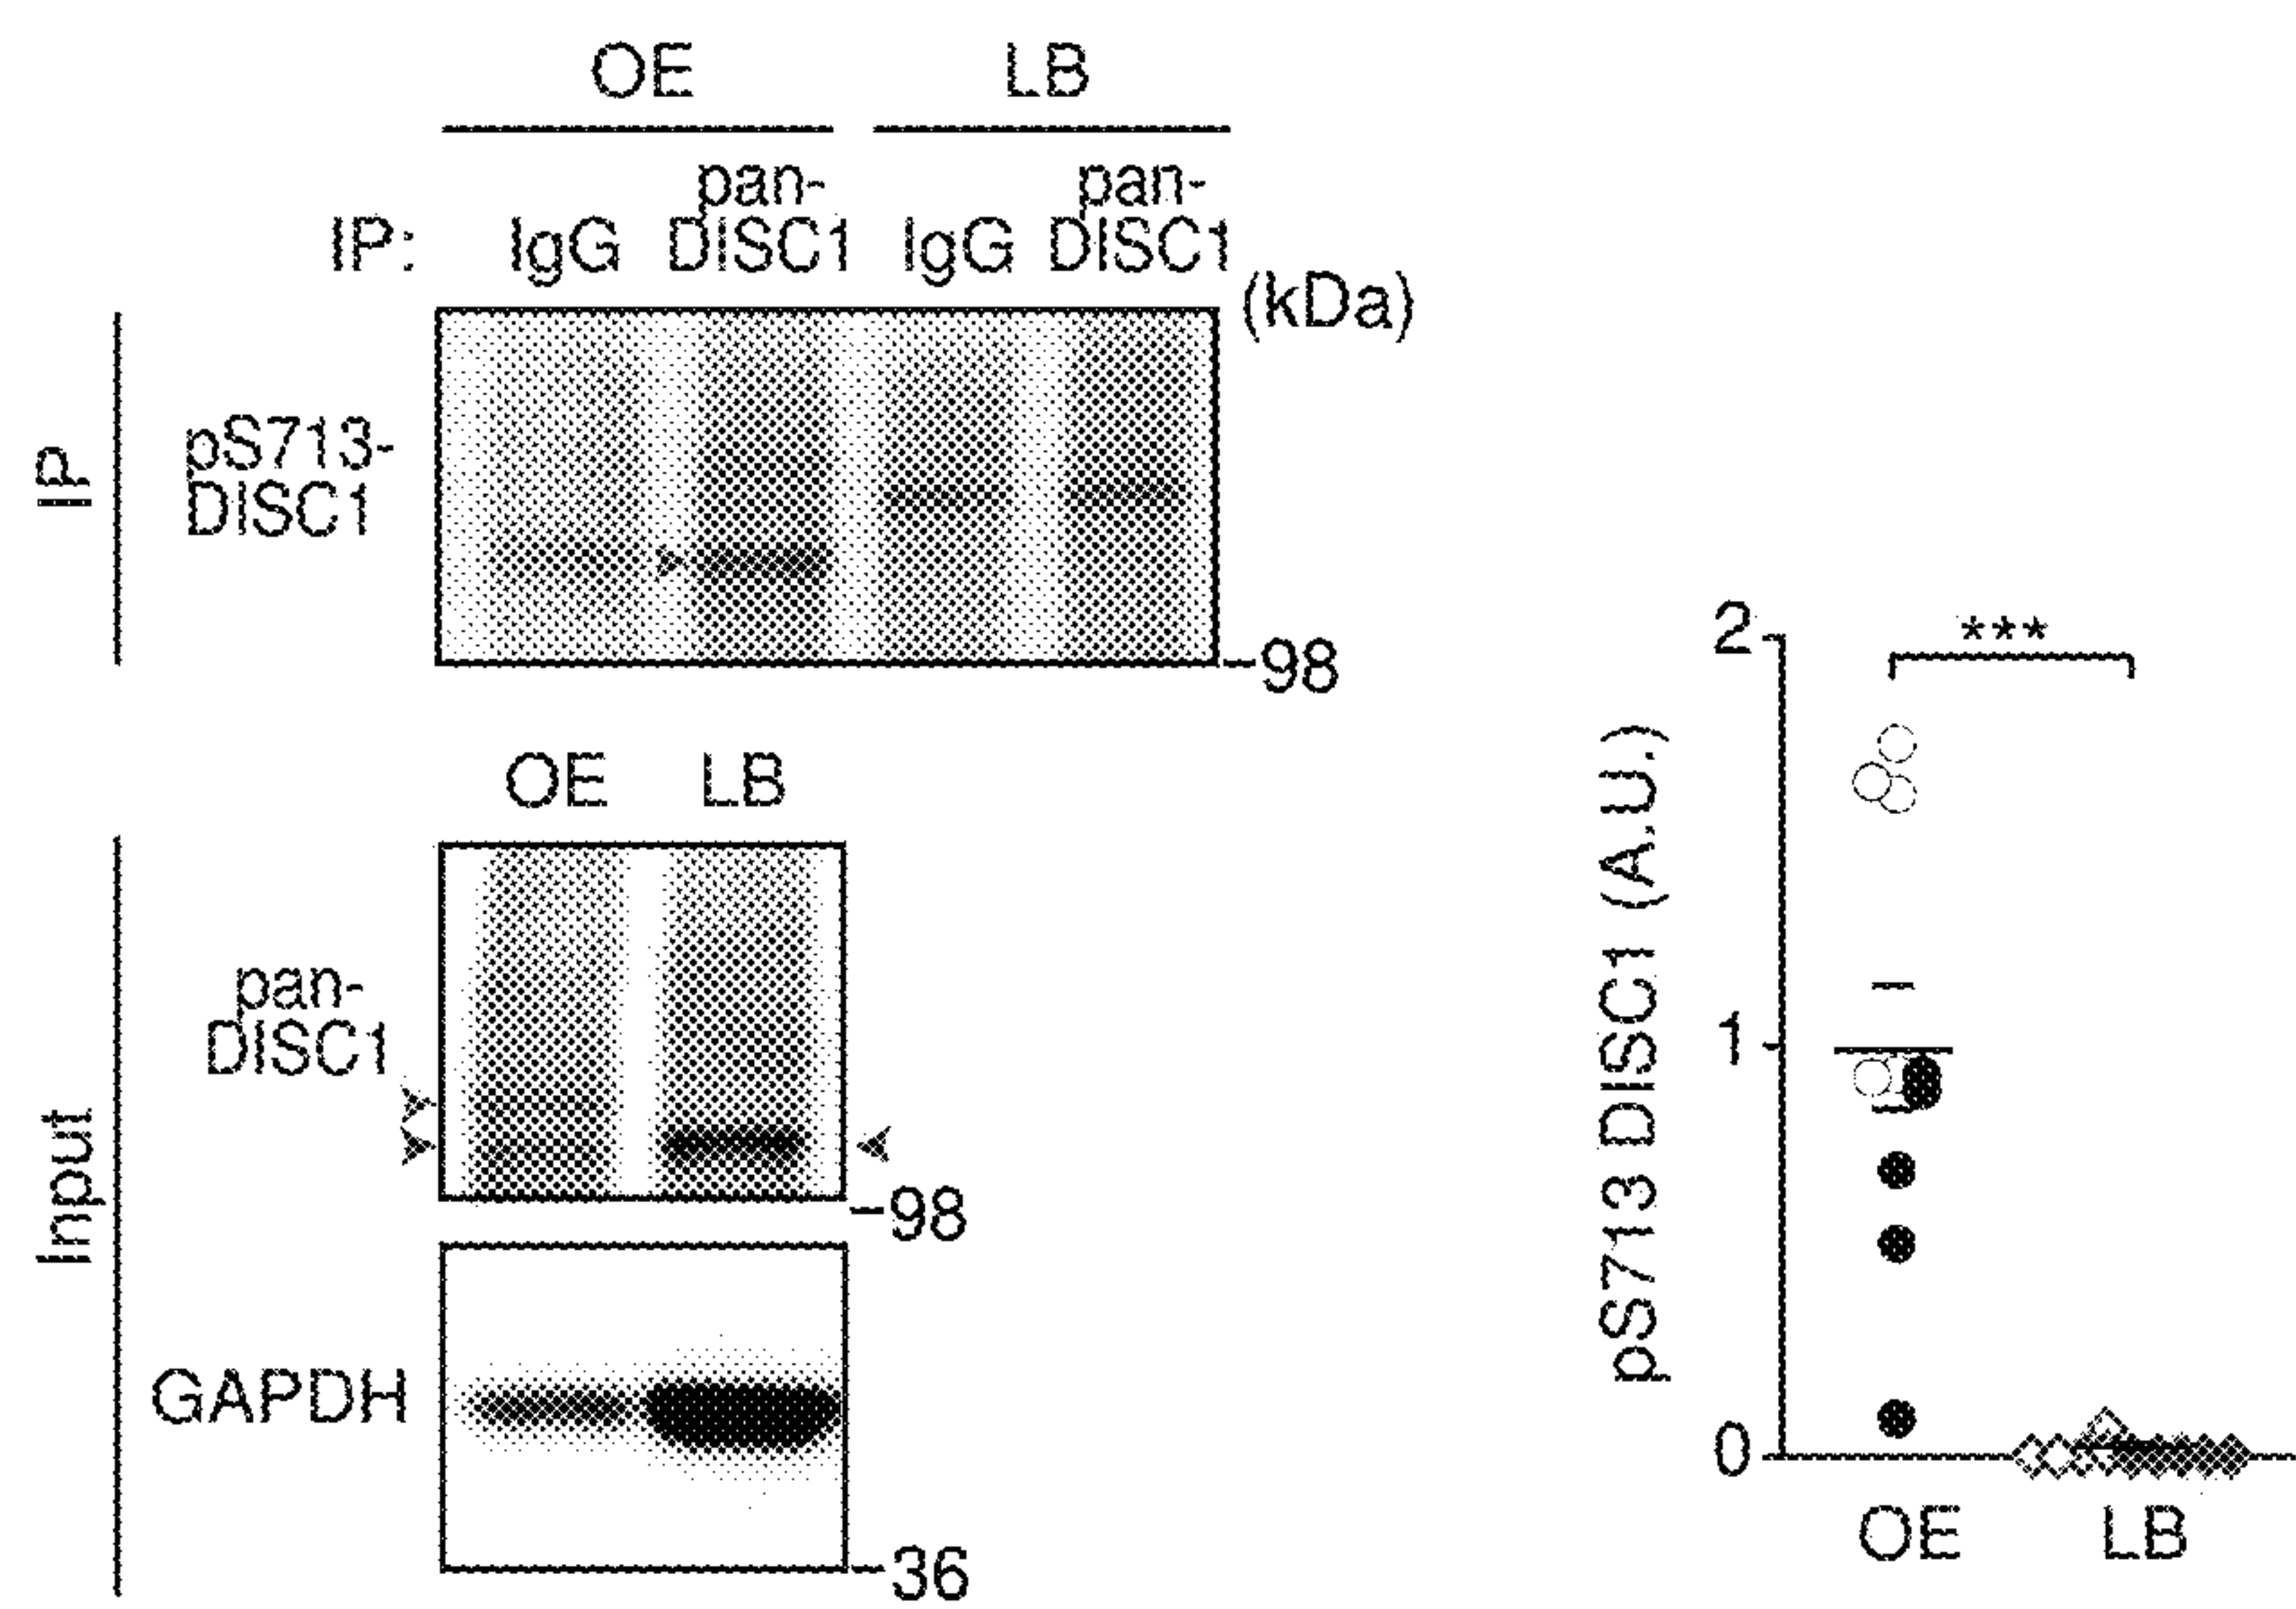 OE LB
IP: IgG pan-DISC1 IgG pan-DISC1
(kDa)
IP
pS713-
DISC1
-98
OE LB
Input
pan-
DISC1
-98
GAPDH
-36
pS713 DISC1 (A.U.)
2
***
1
0
OE LB